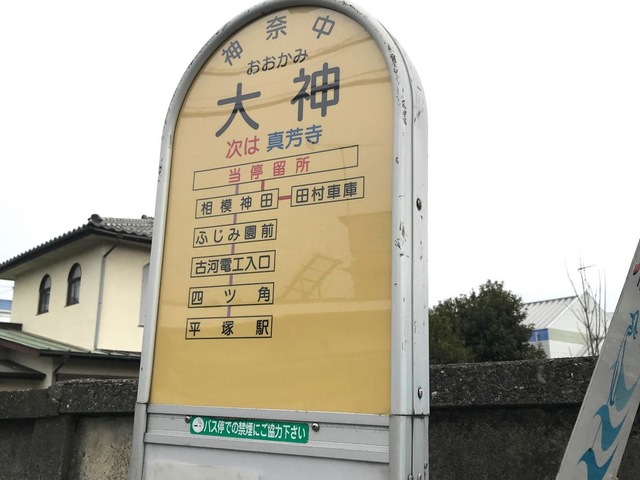 神奈中
おおかみ
大神
次は 真芳寺
当停留所
相模神田 田村車庫
ふじみ園前
古河電工入口
四ツ角
平塚駅
バス停での禁煙にご協力下さい